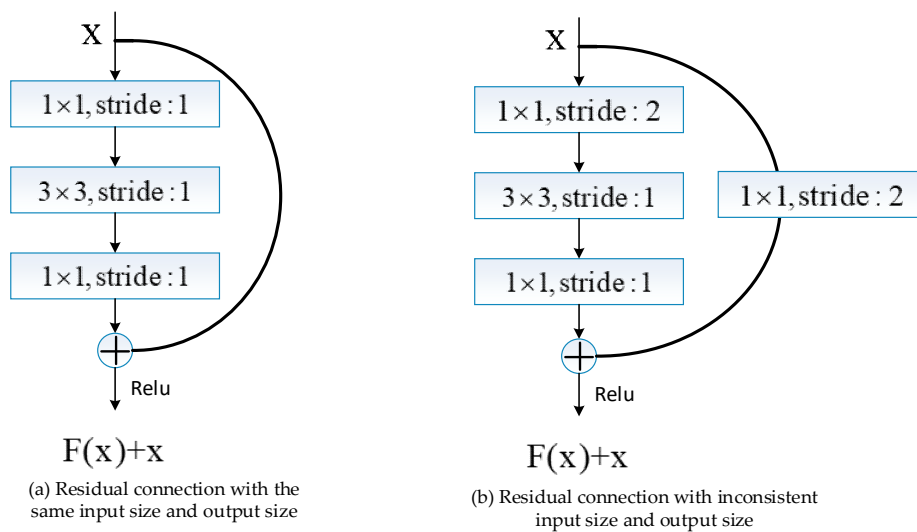 X
1×1,stride:1
3×3,stride:1
1×1,stride:1
Relu
F(x)+x
(a) Residual connection with the
same input size and output size
X
1×1,stride:2
3×3,stride:1
1×1,stride:2
1×1,stride:1
Relu
F(x)+x
(b) Residual connection with inconsistent
input size and output size